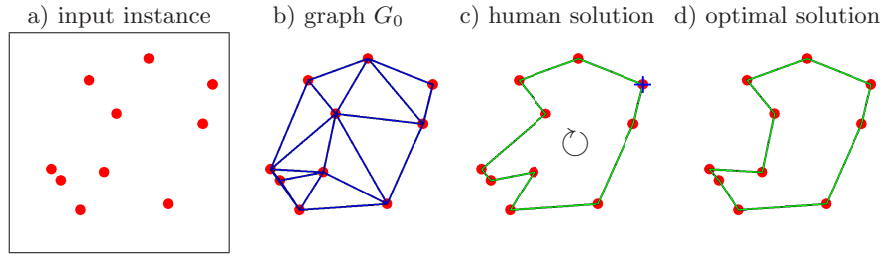 a) input instance b) graph G₀ c) human solution d) optimal solution